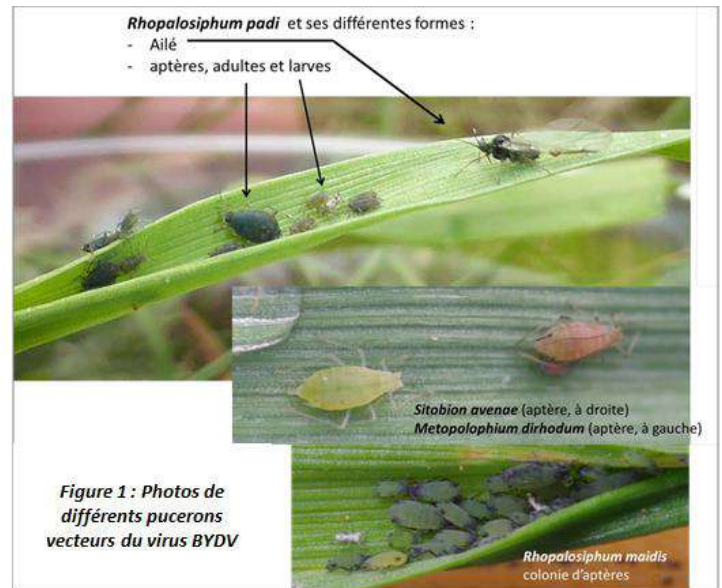 Rhopalosiphum padi et ses différentes formes :
- Ailé
- aptères, adultes et larves
Sitobion avenae (aptère, à droite)
Metopolophium dirhodum (aptère, à gauche)
Figure 1 : Photos de
différents pucerons
vecteurs du virus BYDV
Rhopalosiphum maidis
colonie d'aptères